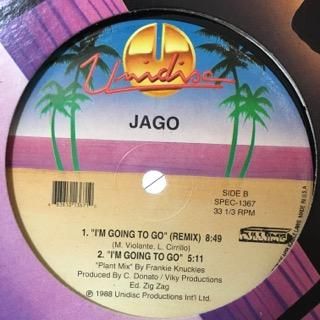 Unidisc
JAGO
SIDE B
SPEC-1367
33 1/3 RPM
1. "I'M GOING TO GO" (REMIX) 8:49
(M. Violante, L. Cirrillo)
2. "I'M GOING TO GO" 5:11
"Plant Mix" By Frankie Knuckies
Produced By C. Donato / Viky Productions
Ed. Zig Zag
℗ 1988 Unidisc Productions Int'l Ltd.
MADE IN U.S.A.